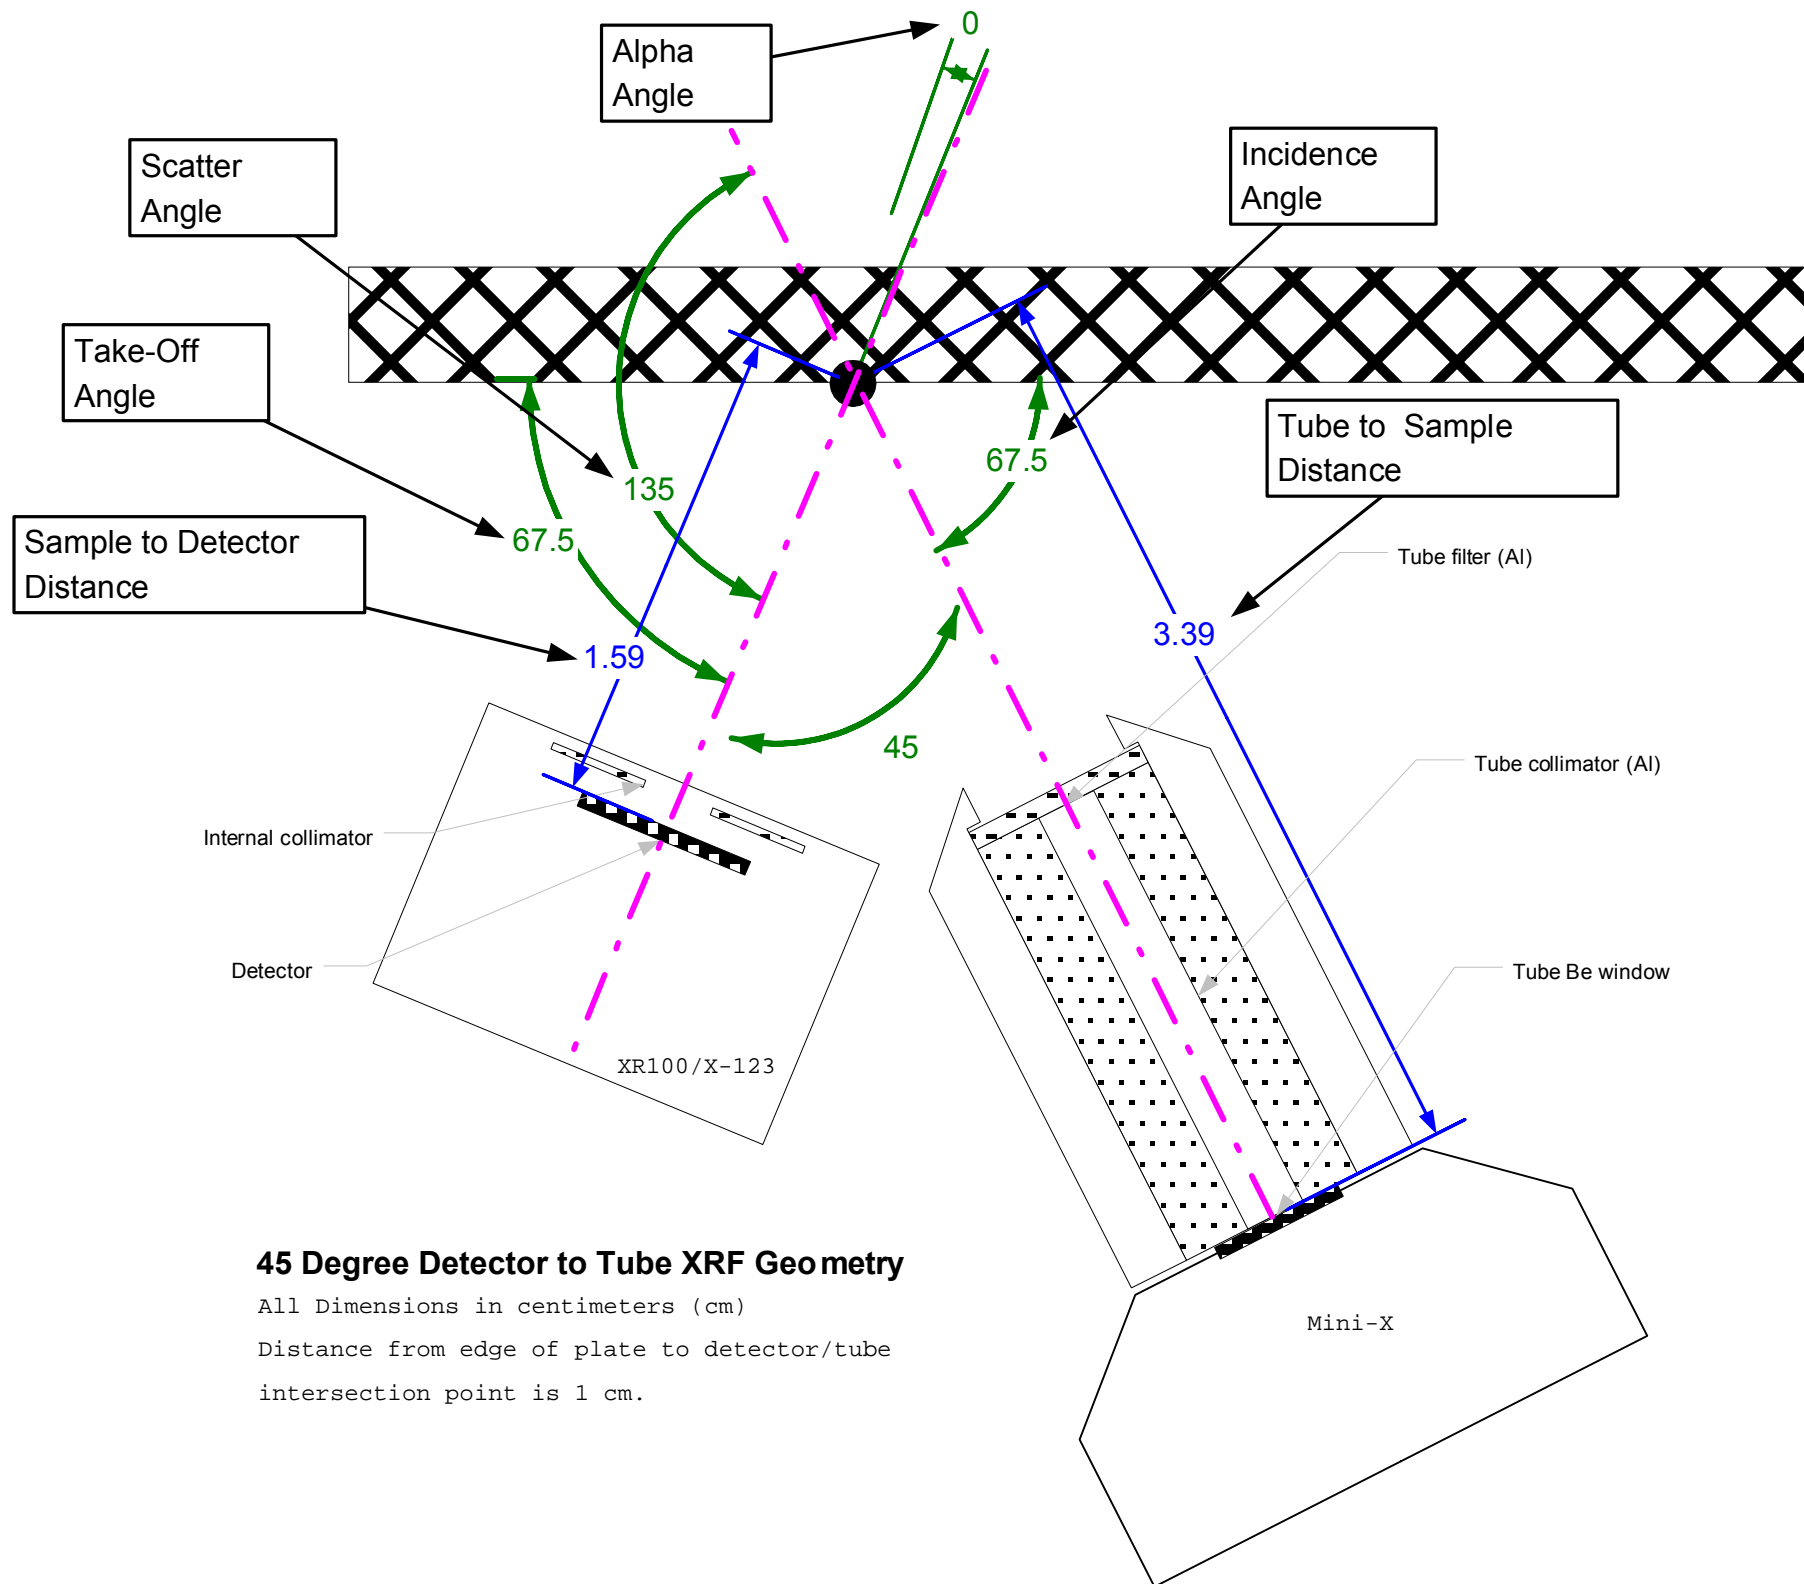 0
Alpha
Angle
Scatter
Angle
Incidence
Angle
Take-Off
Angle
Tube to Sample
Distance
67.5
135
67.5
Sample to Detector
Distance
Tube filter (Al)
3.39
1.59
45
Tube collimator (Al)
Internal collimator
Detector
Tube Be window
XR100/X-123
45 Degree Detector to Tube XRF Geometry
All Dimensions in centimeters (cm)
Mini-X
Distance from edge of plate to detector/tube
intersection point is 1 cm.